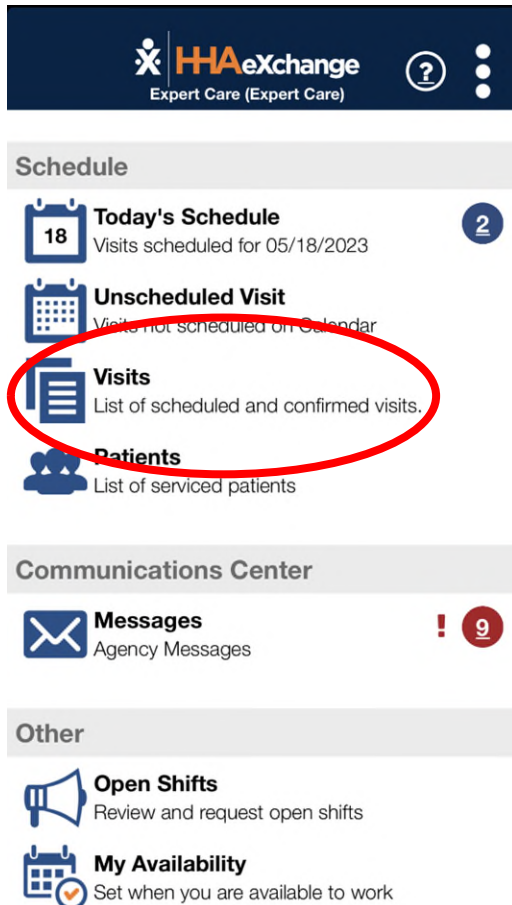 HHAeXchange
Expert Care (Expert Care)
?
Schedule
18
Today's Schedule
2
Visits scheduled for 05/18/2023
Unscheduled Visit
Visits not scheduled on Calendar
Visits
List of scheduled and confirmed visits.
Patients
List of serviced patients
Communications Center
Messages
! 9
Agency Messages
Other
Open Shifts
Review and request open shifts
My Availability
Set when you are available to work